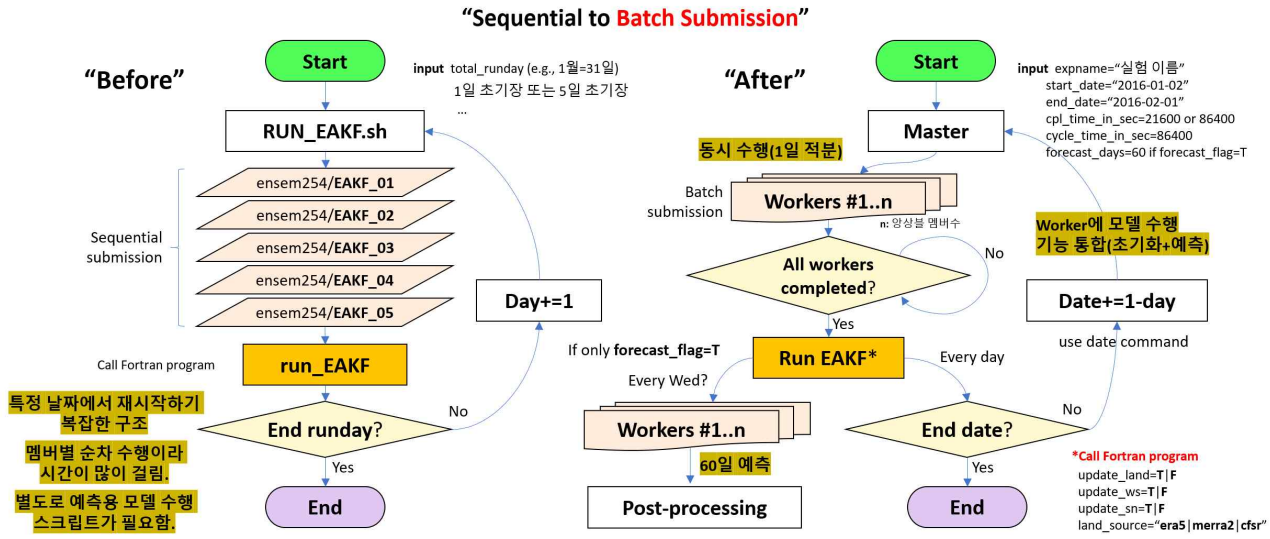 “Sequential to Batch Submission”
“Before”
Start
input total_runday (e.g., 1월=31일)
1일 초기장 또는 5일 초기장
...
RUN_EAKF.sh
Sequential
submission
ensem254/EAKF_01
ensem254/EAKF_02
ensem254/EAKF_03
ensem254/EAKF_04
ensem254/EAKF_05
Day+=1
Call Fortran program
run_EAKF
특정 날짜에서 재시작하기
복잡한 구조
멤버별 순차 수행이라
시간이 많이 걸림.
별도로 예측용 모델 수행
스크립트가 필요함.
End runday?
No
Yes
End
“After”
Start
input expname=“실험 이름”
start_date=“2016-01-02”
end_date=“2016-02-01”
cpl_time_in_sec=21600 or 86400
cycle_time_in_sec=86400
forecast_days=60 if forecast_flag=T
Master
동시 수행(1일 적분)
Batch
submission
Workers #1..n
n: 앙상블 멤버수
Worker에 모델 수행
기능 통합(초기화+예측)
All workers
completed?
No
Yes
Date+=1-day
use date command
If only forecast_flag=T
Run EAKF*
Every day
Every Wed?
Workers #1..n
60일 예측
Post-processing
End date?
No
Yes
End
*Call Fortran program
update_land=T|F
update_ws=T|F
update_sn=T|F
land_source=“era5|merra2|cfsr”